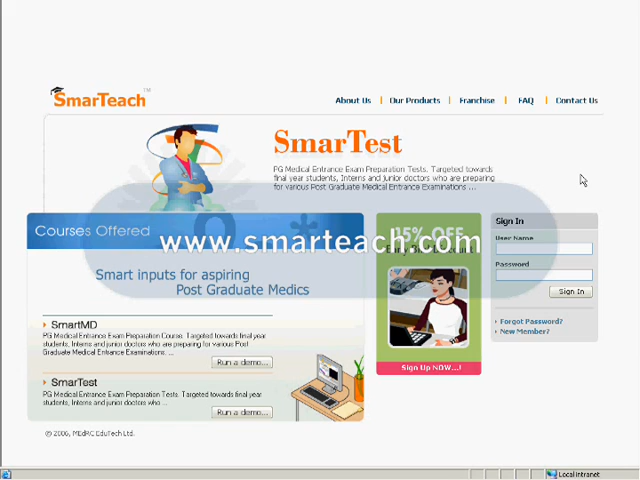 SmarTeach™
About Us | Our Products | Franchise | FAQ | Contact Us
SmarTest
PG Medical Entrance Exam Preparation Tests. Targeted towards
final year students, Interns and junior doctors who are preparing
for various Post Graduate Medical Entrance Examinations ...
Courses Offered
www.smarteach.com
Smart inputs for aspiring
Post Graduate Medics
SmartMD
PG Medical Entrance Exam Preparation Course. Targeted towards final year
students, Interns and junior doctors who are preparing for various Post
Graduate Medical Entrance Examinations. ...
Run a demo...
SmarTest
PG Medical Entrance Exam Preparation Tests. Targeted towards final year
students, Interns and junior doctors who ...
Run a demo...
15% OFF
Sign Up NOW...!
Sign In
User Name
Password
Sign In
Forgot Password?
New Member?
© 2006, MEdRC EduTech Ltd.
Local intranet